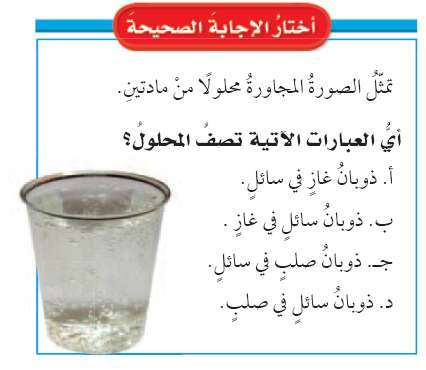 أختارُ الإجابةَ الصحيحةَ
تمثّلُ الصورةُ المجاورةُ محلولًا منْ مادتينِ.
أيُّ العبارات الآتية تصفُ المحلولُ؟
أ. ذوبانُ غازٍ في سائلٍ.
ب. ذوبانُ سائلٍ في غازٍ .
جـ. ذوبانُ صلبٍ في سائلٍ.
د. ذوبانُ سائلٍ في صلبٍ.